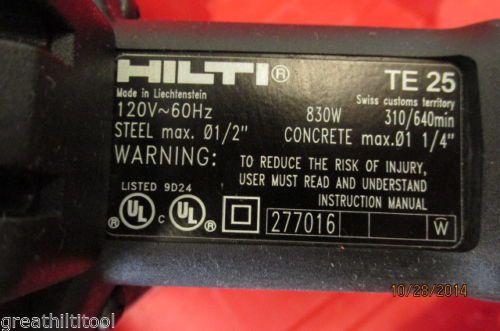 HILTI® TE 25
Made in Liechtenstein Swiss customs territory
120V~60Hz 830W 310/640min
STEEL max. Ø1/2" CONCRETE max.Ø1 1/4"
WARNING: TO REDUCE THE RISK OF INJURY,
USER MUST READ AND UNDERSTAND
INSTRUCTION MANUAL
LISTED 9D24
UL ® C UL ® 277016 W
10/28/2014
greathiltitool